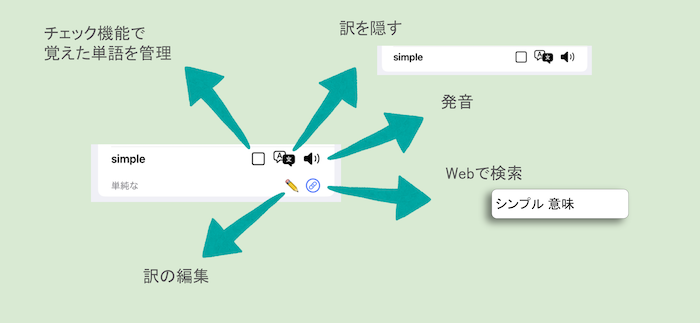 チェック機能で
覚えた単語を管理
訳を隠す
simple
発音
simple
単純な
Webで検索
シンプル 意味
訳の編集